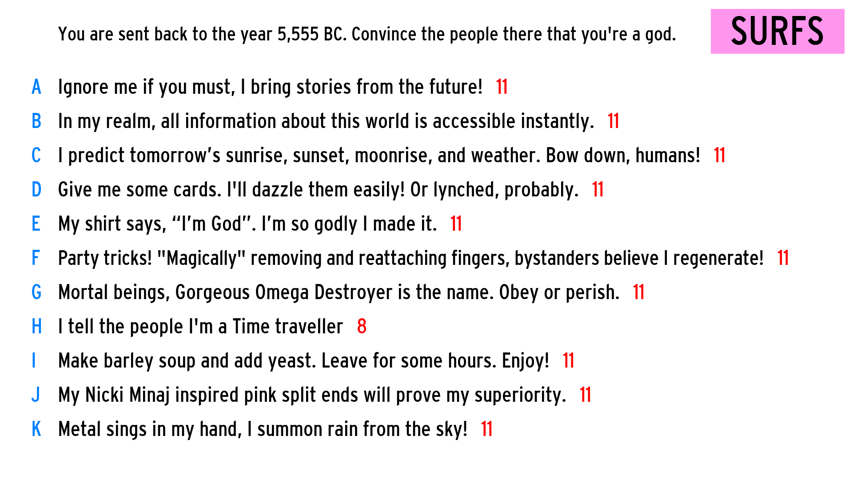 You are sent back to the year 5,555 BC. Convince the people there that you're a god.
SURFS
A Ignore me if you must, I bring stories from the future! 11
B In my realm, all information about this world is accessible instantly. 11
C I predict tomorrow’s sunrise, sunset, moonrise, and weather. Bow down, humans! 11
D Give me some cards. I'll dazzle them easily! Or lynched, probably. 11
E My shirt says, “I’m God”. I’m so godly I made it. 11
F Party tricks! "Magically" removing and reattaching fingers, bystanders believe I regenerate! 11
G Mortal beings, Gorgeous Omega Destroyer is the name. Obey or perish. 11
H I tell the people I'm a Time traveller 8
I Make barley soup and add yeast. Leave for some hours. Enjoy! 11
J My Nicki Minaj inspired pink split ends will prove my superiority. 11
K Metal sings in my hand, I summon rain from the sky! 11